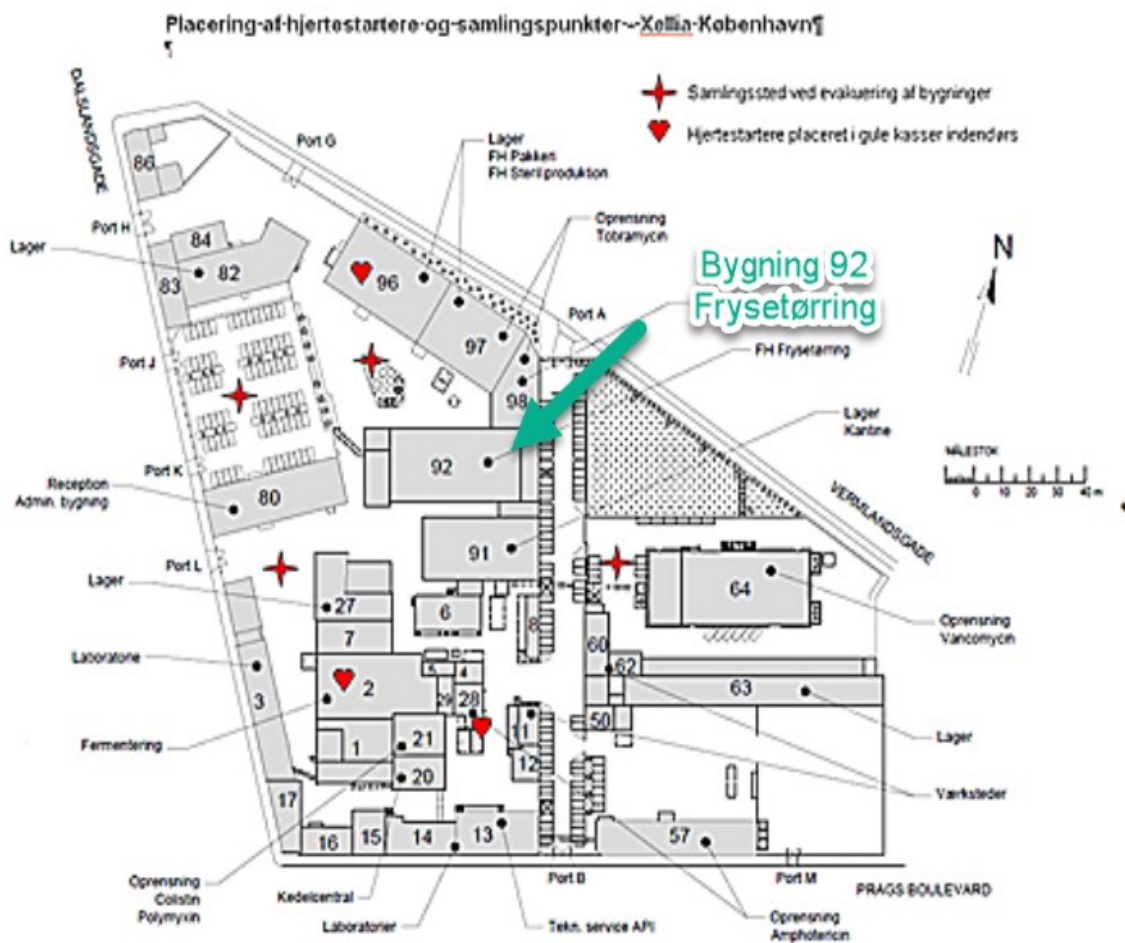 Placering·af·hjertestartere·og·samlingspunkter·-·Xellia·København¶
¶
Samlingssted ved evakuering af bygninger
Hjertestartere placeret i gule kasser indendørs
DALSLANDSGADE
Port G
Lager
FH Pakkeri
FH Steril produktion
86
Oprensning
Tobramycin
Port H
Lager
84
83
82
96
97
98
N
Bygning 92
Frysetørring
Port A
FH Frysetørring
Port J
Lager
Kantine
92
MÅLESTOK
0 10 20 30 40 m
Port K
Reception
Admin. bygning
80
VERMLANDSGADE
91
Port L
64
Lager
27
6
8
Oprensning
Vancomycin
7
60
62
Laboratorie
3
2
5
4
29
28
63
50
Lager
Fermentering
1
21
11
12
20
Værksteder
17
16
15
14
13
57
Port B
Port M
PRAGS BOULEVARD
Oprensning
Colistin
Polymyxin
Kedelcentral
Laboratorier
Tekn. service API
Oprensning
Amphotericin